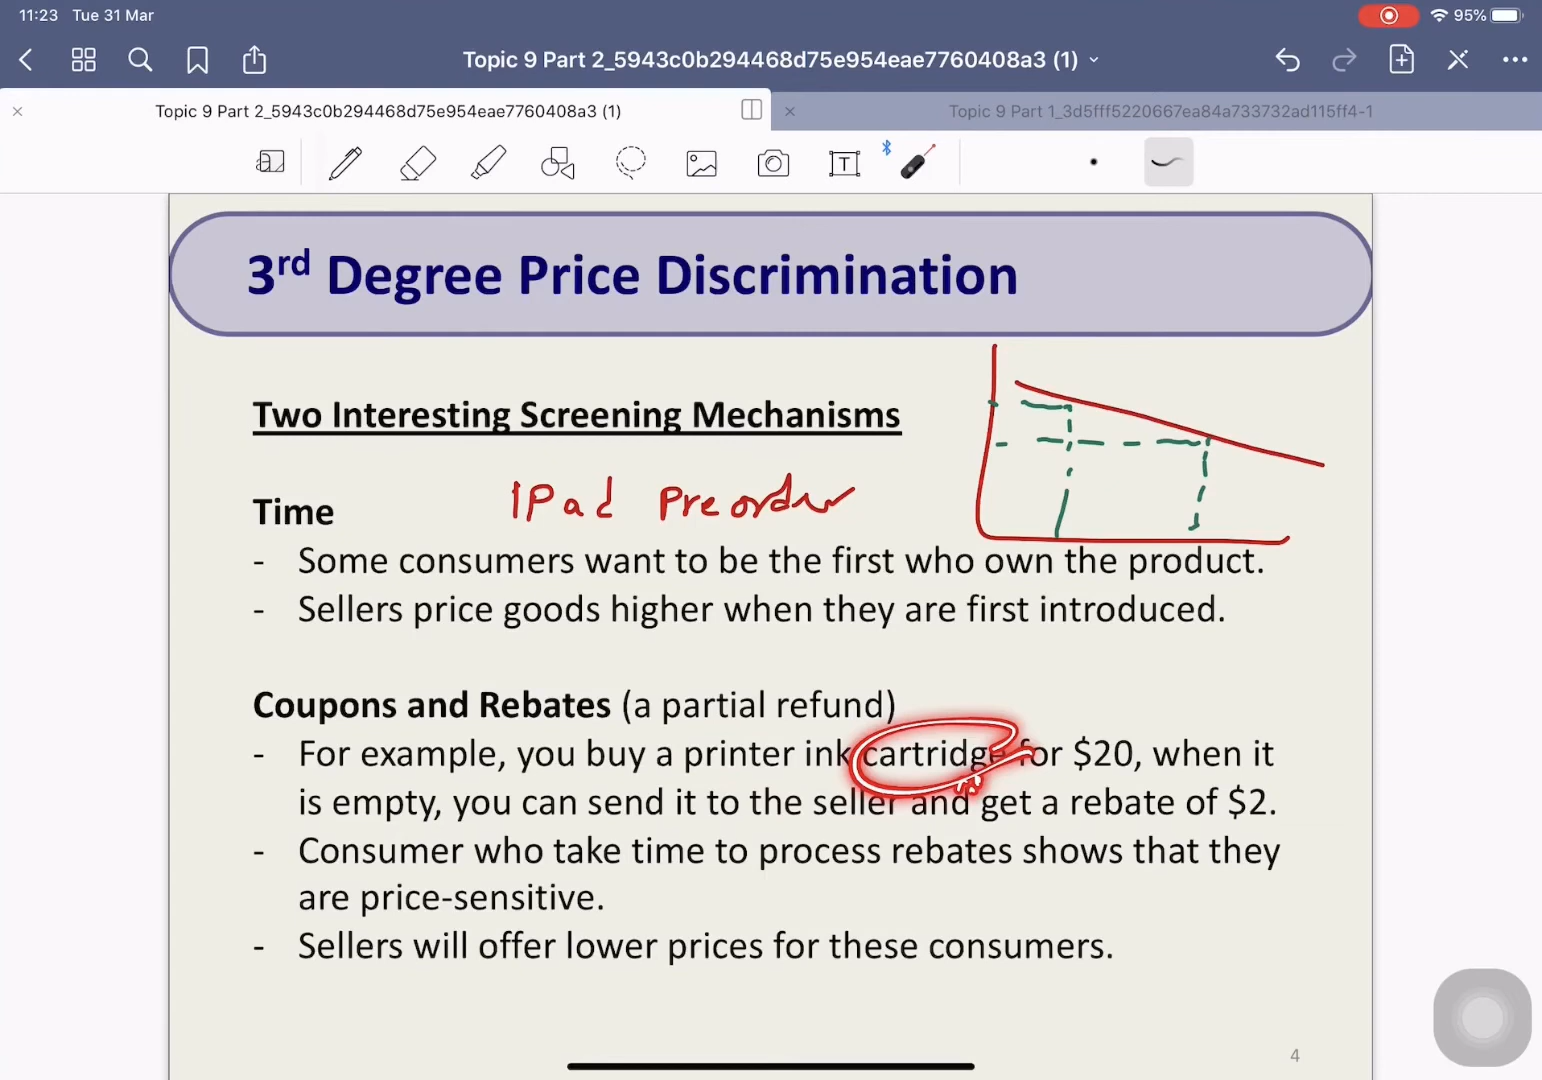 11:23 Tue 31 Mar
95%
Topic 9 Part 2_5943c0b294468d75e954eae7760408a3 (1)
Topic 9 Part 2_5943c0b294468d75e954eae7760408a3 (1)
Topic 9 Part 1_3d5fff5220667ea84a733732ad115ff4-1
T
3rd Degree Price Discrimination
Two Interesting Screening Mechanisms
IPad Preorder
Time
- Some consumers want to be the first who own the product.
- Sellers price goods higher when they are first introduced.
Coupons and Rebates (a partial refund)
- For example, you buy a printer ink cartridge for $20, when it
is empty, you can send it to the seller and get a rebate of $2.
- Consumer who take time to process rebates shows that they
are price-sensitive.
- Sellers will offer lower prices for these consumers.
4